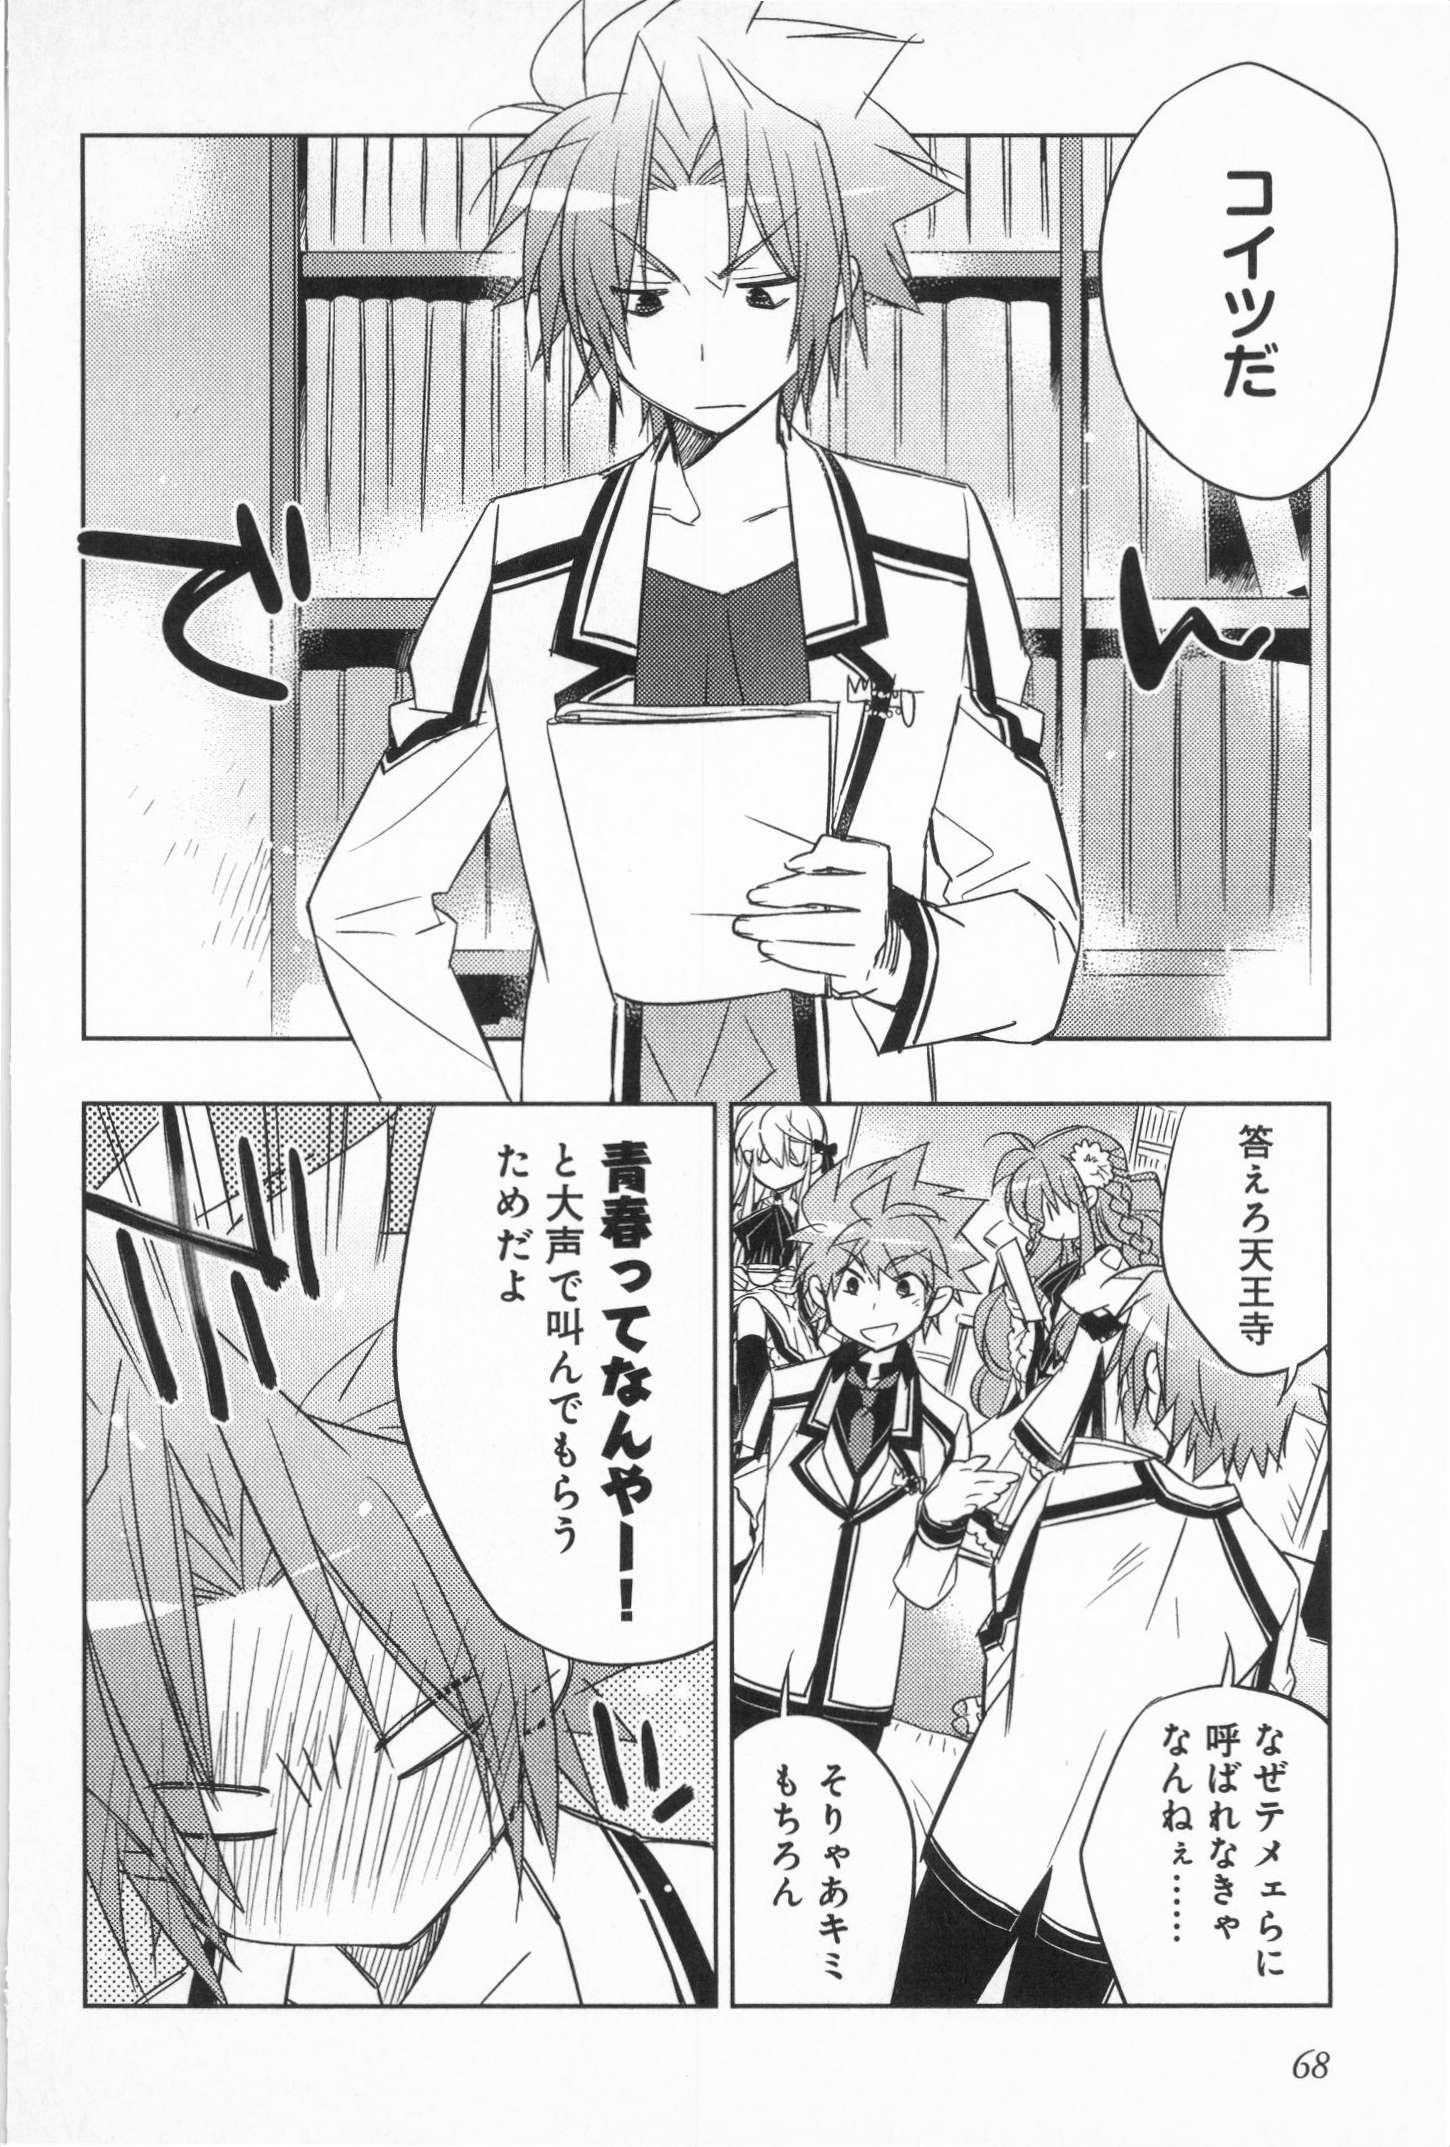 コイツだ
でん
答えろ天王寺
なぜテメェらに
呼ばれなきゃ
なんねぇ……
そりゃあキミ
もちろん
青春ってなんやー！
と大声で叫んでもらう
ためだよ
68